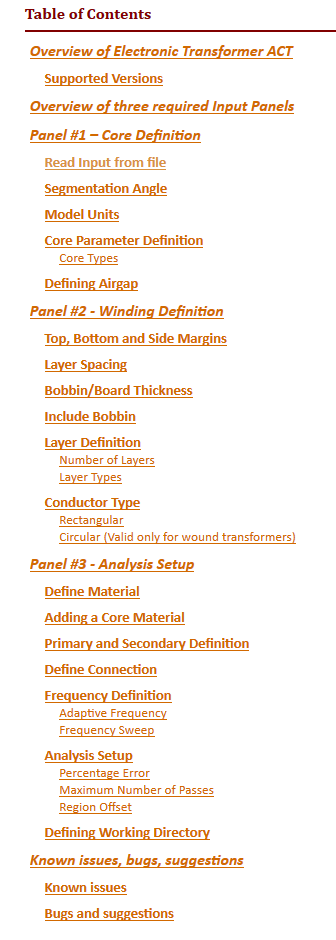 Table of Contents
Overview of Electronic Transformer ACT
Supported Versions
Overview of three required Input Panels
Panel #1 – Core Definition
Read Input from file
Segmentation Angle
Model Units
Core Parameter Definition
Core Types
Defining Airgap
Panel #2 - Winding Definition
Top, Bottom and Side Margins
Layer Spacing
Bobbin/Board Thickness
Include Bobbin
Layer Definition
Number of Layers
Layer Types
Conductor Type
Rectangular
Circular (Valid only for wound transformers)
Panel #3 - Analysis Setup
Define Material
Adding a Core Material
Primary and Secondary Definition
Define Connection
Frequency Definition
Adaptive Frequency
Frequency Sweep
Analysis Setup
Percentage Error
Maximum Number of Passes
Region Offset
Defining Working Directory
Known issues, bugs, suggestions
Known issues
Bugs and suggestions